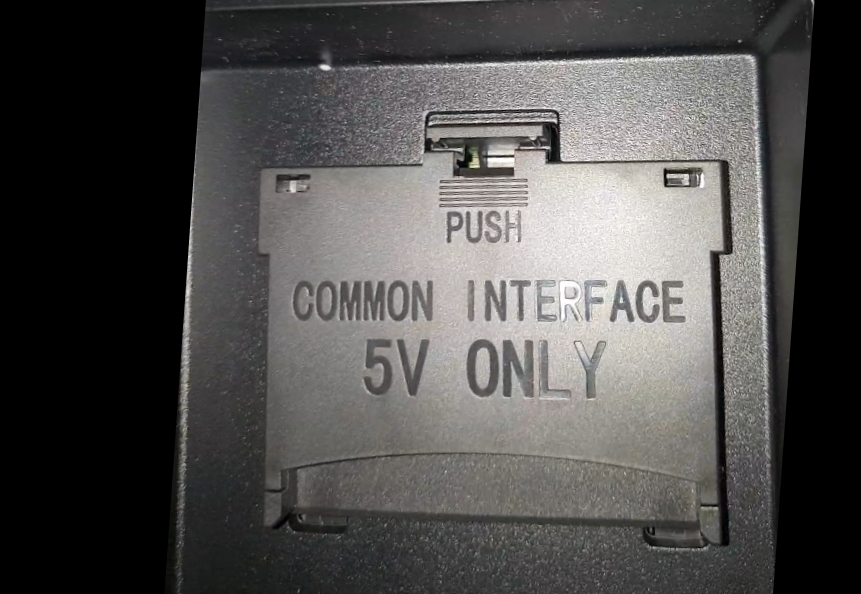 PUSH
COMMON INTERFACE
5V ONLY